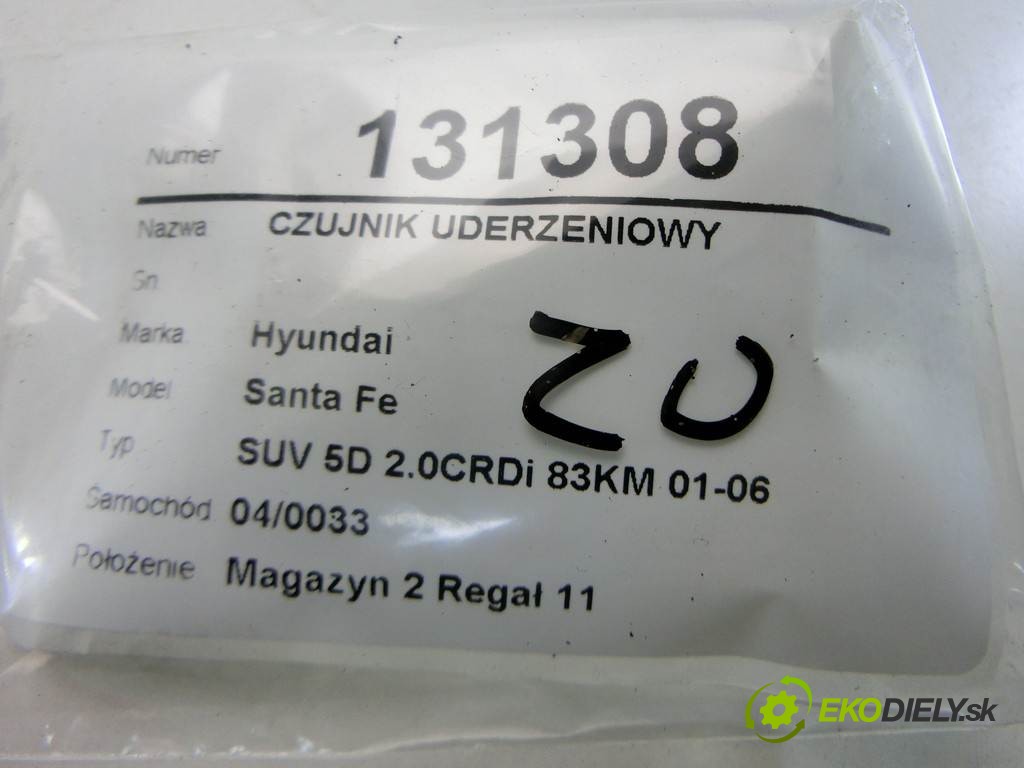 Numer 131308
Nazwa CZUJNIK UDERZENIOWY
Sn
Marka Hyundai
Model Santa Fe
Typ SUV 5D 2.0CRDi 83KM 01-06
Samochód 04/0033
Położenie Magazyn 2 Regał 11
ZU
EKODIELY.sk